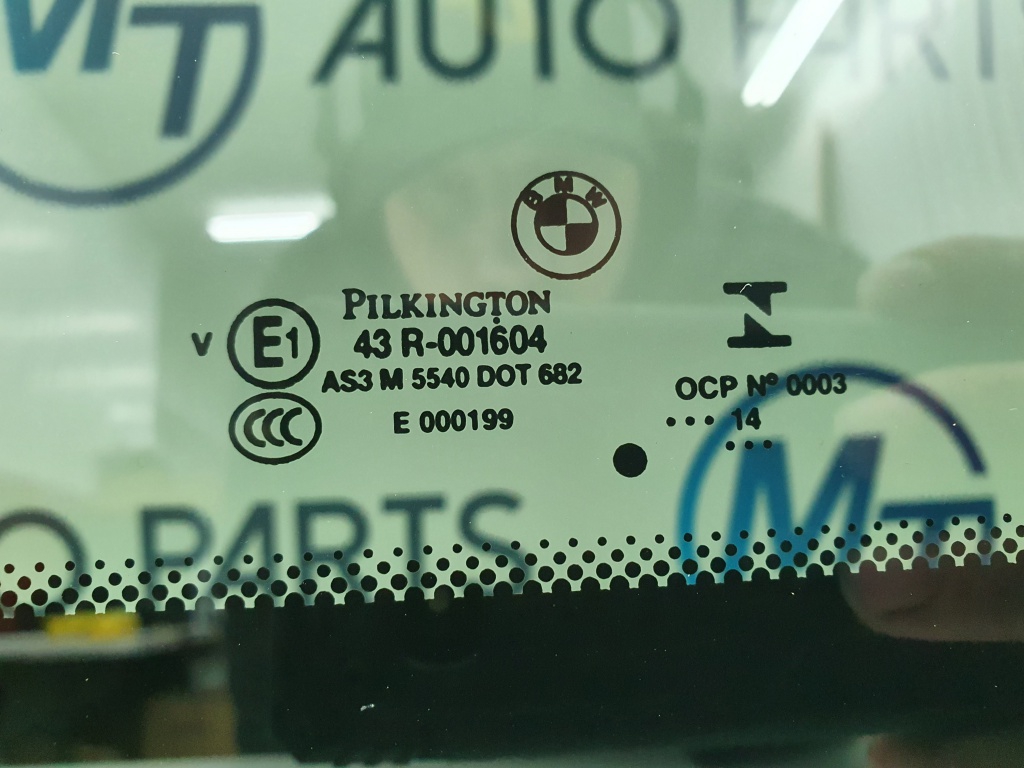 MT AUTO PARTS
BMW
PILKINGTON
V E1 43 R-001604
AS3 M 5540 DOT 682
CCC E 000199
OCP Nº 0003
... 14
...
PARTS MT